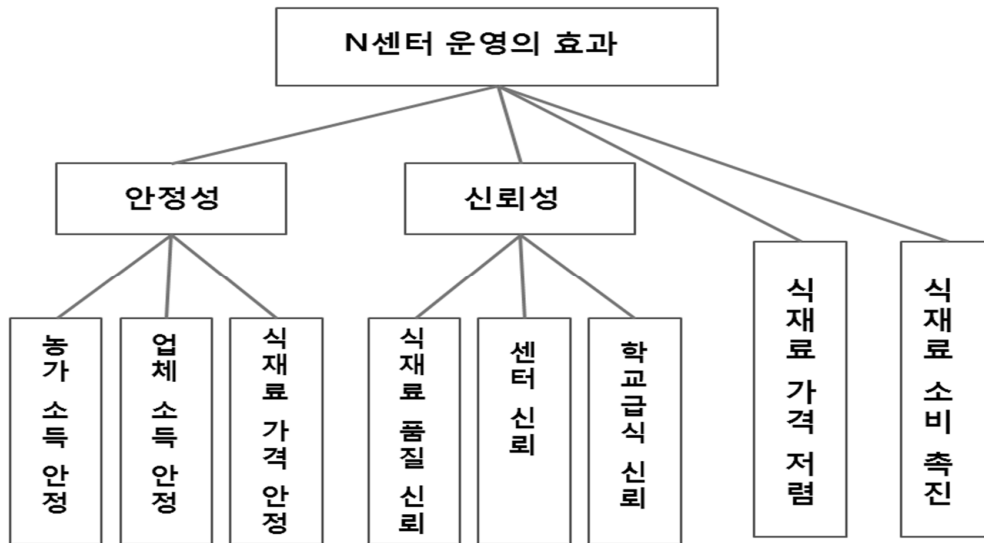 N센터 운영의 효과
안정성
신뢰성
농가 소득 안정
업체 소득 안정
식재료 가격 안정
식재료 품질 신뢰
센터 신뢰
학교급식 신뢰
식재료 가격 저렴
식재료 소비 촉진